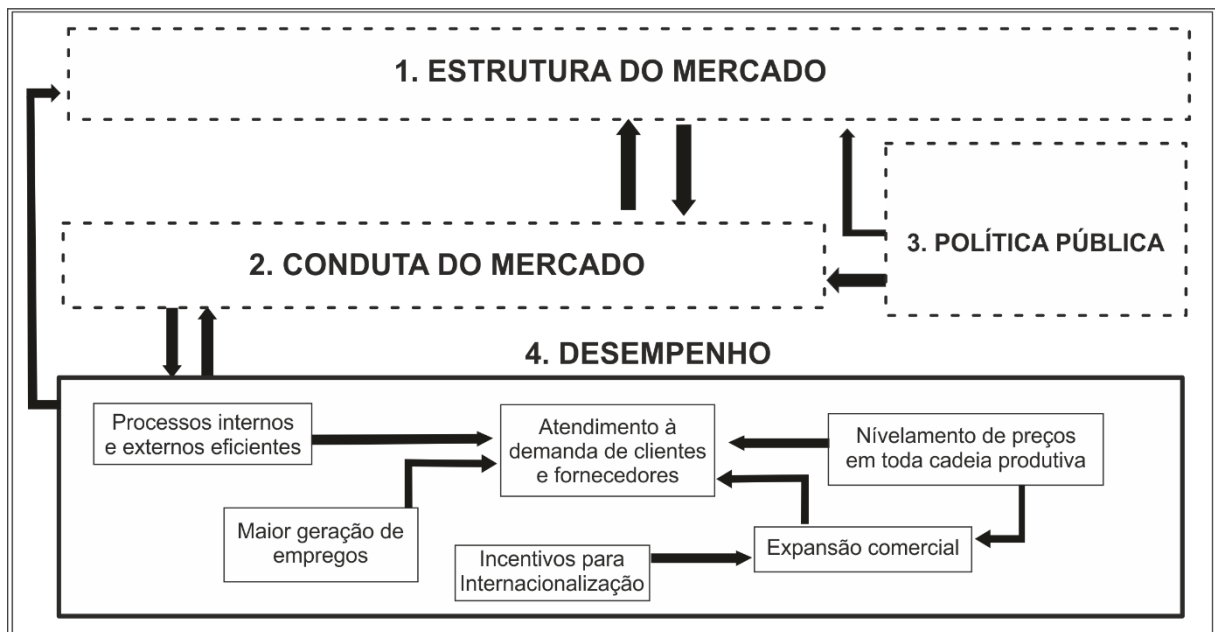 1. ESTRUTURA DO MERCADO
3. POLÍTICA PÚBLICA
2. CONDUTA DO MERCADO
4. DESEMPENHO
Processos internos
e externos eficientes
Atendimento à
demanda de clientes
e fornecedores
Nívelamento de preços
em toda cadeia produtiva
Maior geração de
empregos
Incentivos para
Internacionalização
Expansão comercial